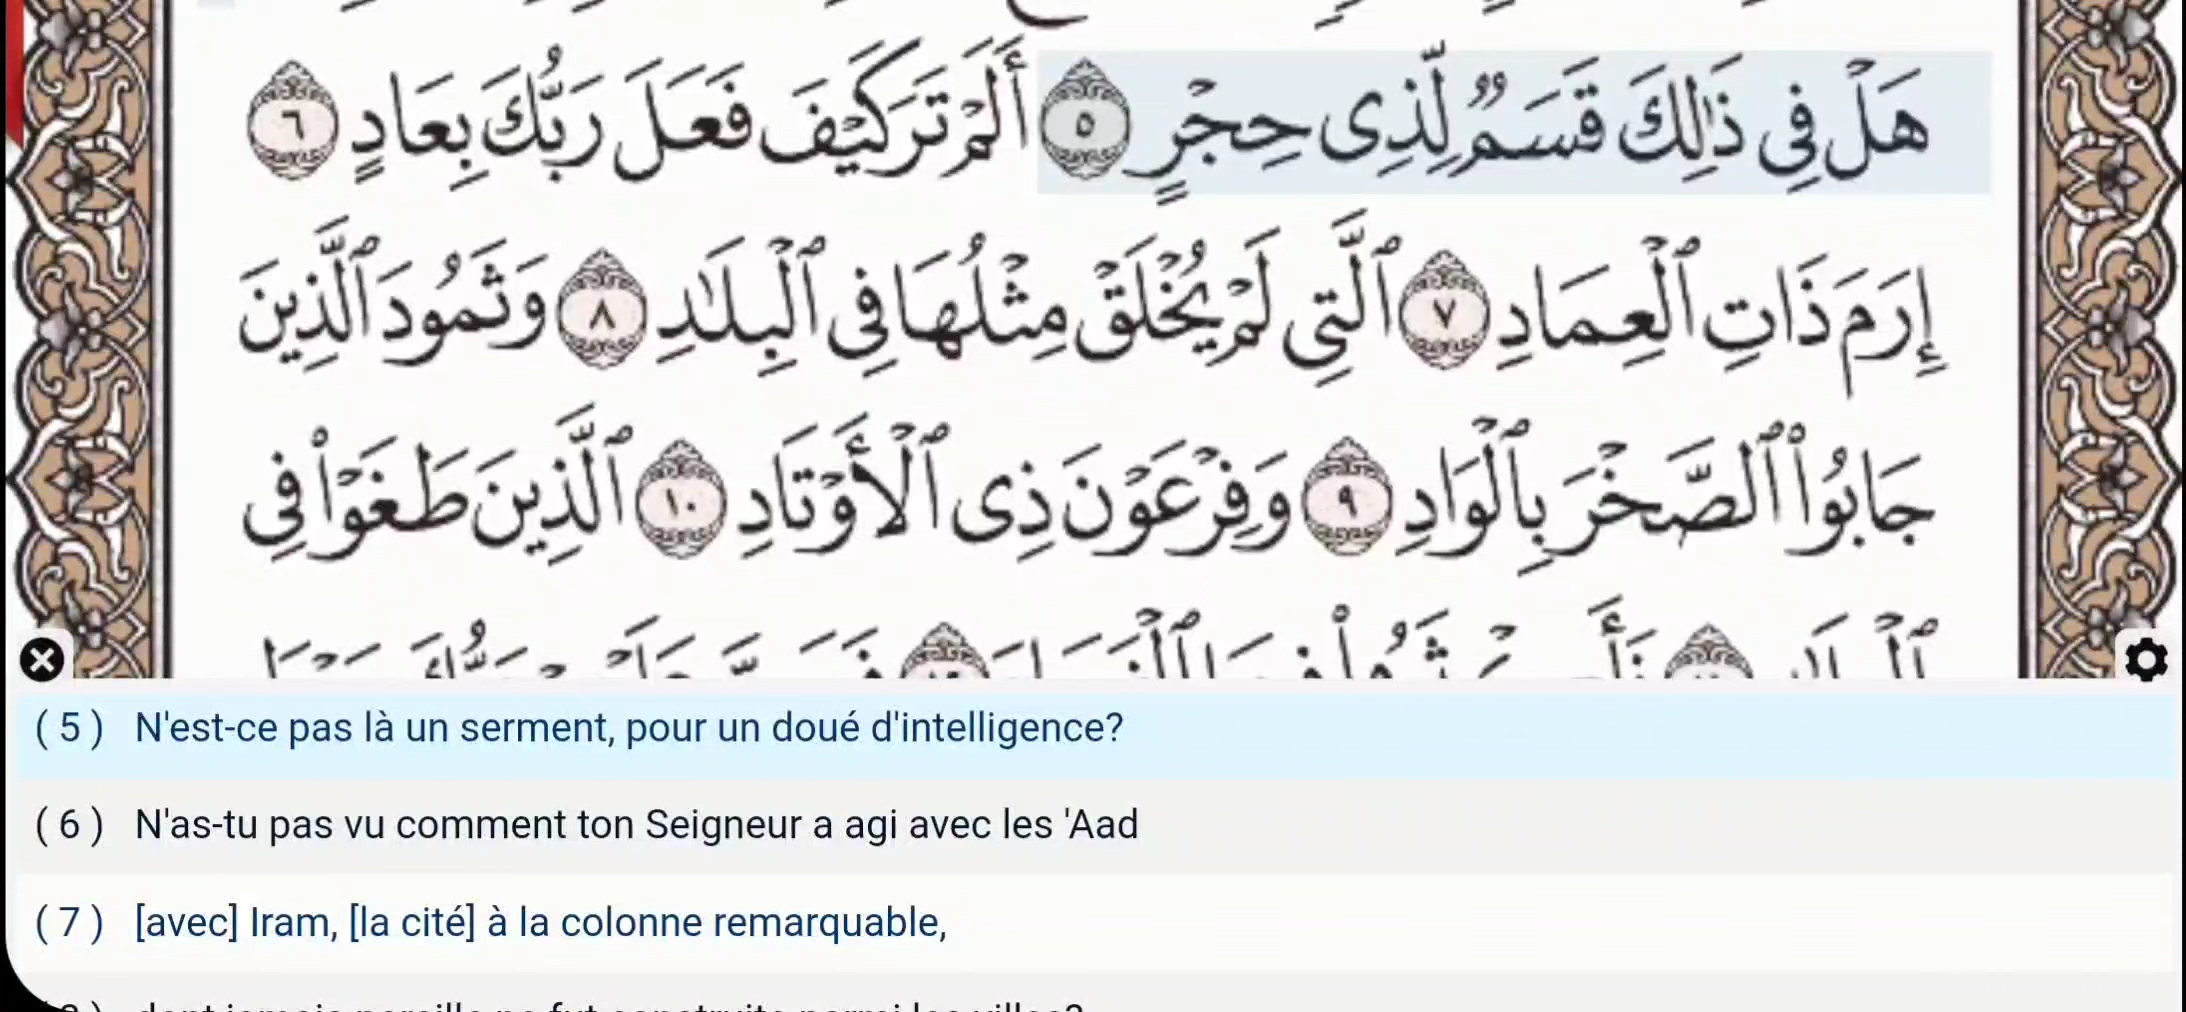 هَلْ فِى ذَٰلِكَ قَسَمٌ لِّذِى حِجْرٍ ٥ أَلَمْ تَرَ كَيْفَ فَعَلَ رَبُّكَ بِعَادٍ ٦
إِرَمَ ذَاتِ ٱلْعِمَادِ ٧ ٱلَّتِى لَمْ يُخْلَقْ مِثْلُهَا فِى ٱلْبِلَٰدِ ٨ وَثَمُودَ ٱلَّذِينَ
جَابُوا۟ ٱلصَّخْرَ بِٱلْوَادِ ٩ وَفِرْعَوْنَ ذِى ٱلْأَوْتَادِ ١٠ ٱلَّذِينَ طَغَوْا۟ فِى
( 5 ) N'est-ce pas là un serment, pour un doué d'intelligence?
( 6 ) N'as-tu pas vu comment ton Seigneur a agi avec les 'Aad
( 7 ) [avec] Iram, [la cité] à la colonne remarquable,